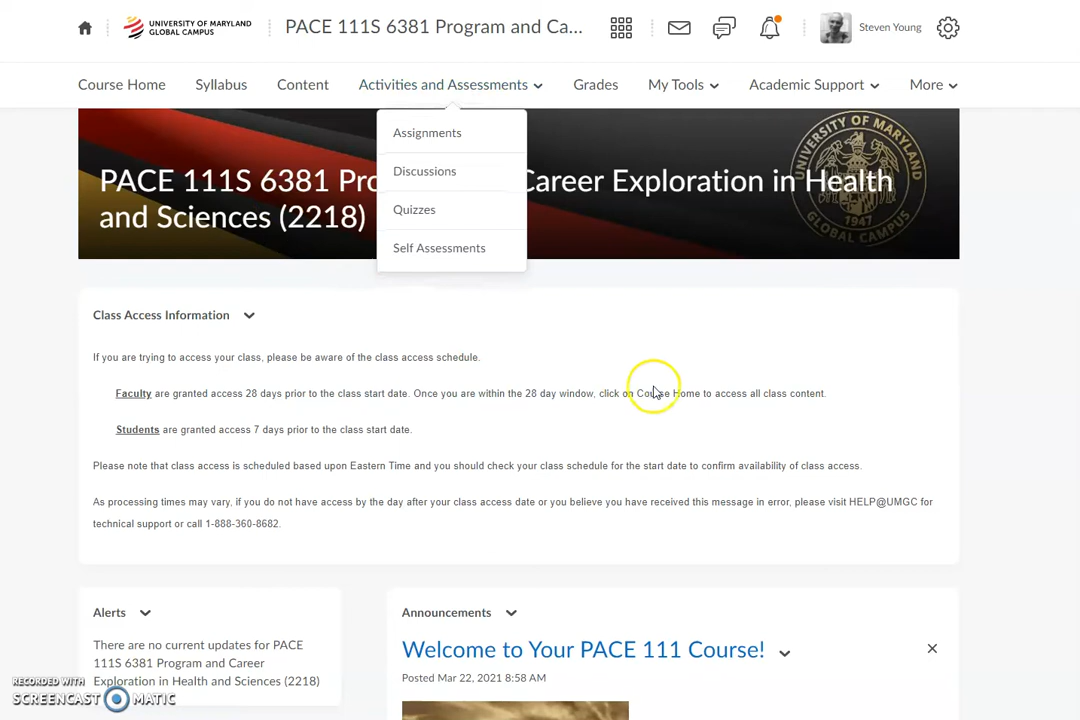 UNIVERSITY OF MARYLAND
GLOBAL CAMPUS
PACE 111S 6381 Program and Ca...
Steven Young
Course Home
Syllabus
Content
Activities and Assessments
Grades
My Tools
Academic Support
More
Assignments
Discussions
Quizzes
Self Assessments
UNIVERSITY OF MARYLAND
GLOBAL CAMPUS
1947
PACE 111S 6381 Pro Career Exploration in Health
and Sciences (2218)
Class Access Information
If you are trying to access your class, please be aware of the class access schedule.
Faculty are granted access 28 days prior to the class start date. Once you are within the 28 day window, click on Course Home to access all class content.
Students are granted access 7 days prior to the class start date.
Please note that class access is scheduled based upon Eastern Time and you should check your class schedule for the start date to confirm availability of class access.
As processing times may vary, if you do not have access by the day after your class access date or you believe you have received this message in error, please visit HELP@UMGC for
technical support or call 1-888-360-8682.
Alerts
There are no current updates for PACE
111S 6381 Program and Career
Exploration in Health and Sciences (2218)
Announcements
Welcome to Your PACE 111 Course!
Posted Mar 22, 2021 8:58 AM
RECORDED WITH
SCREENCAST MATIC